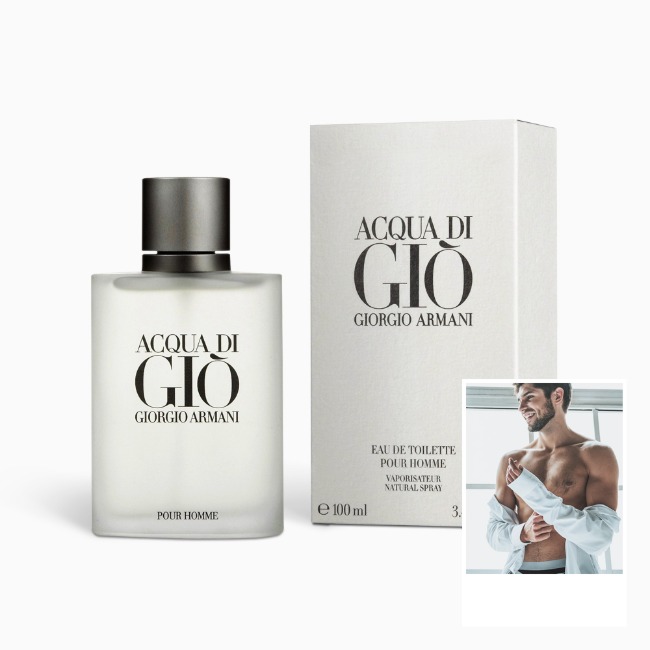 ACQUA DI
GIÒ
GIORGIO ARMANI
POUR HOMME
ACQUA DI
GIÒ
GIORGIO ARMANI
EAU DE TOILETTE
POUR HOMME
VAPORISATEUR
NATURAL SPRAY
e 100 ml
3.